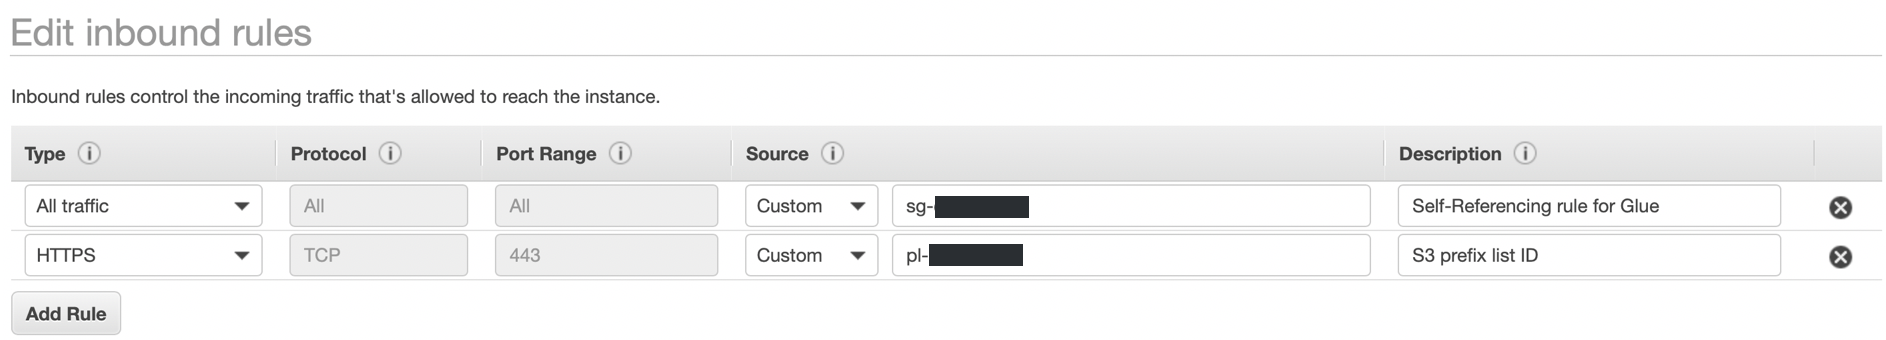 Edit inbound rules
Inbound rules control the incoming traffic that's allowed to reach the instance.
Type Protocol Port Range Source Description
All traffic All All Custom sg- Self-Referencing rule for Glue
HTTPS TCP 443 Custom pl- S3 prefix list ID
Add Rule